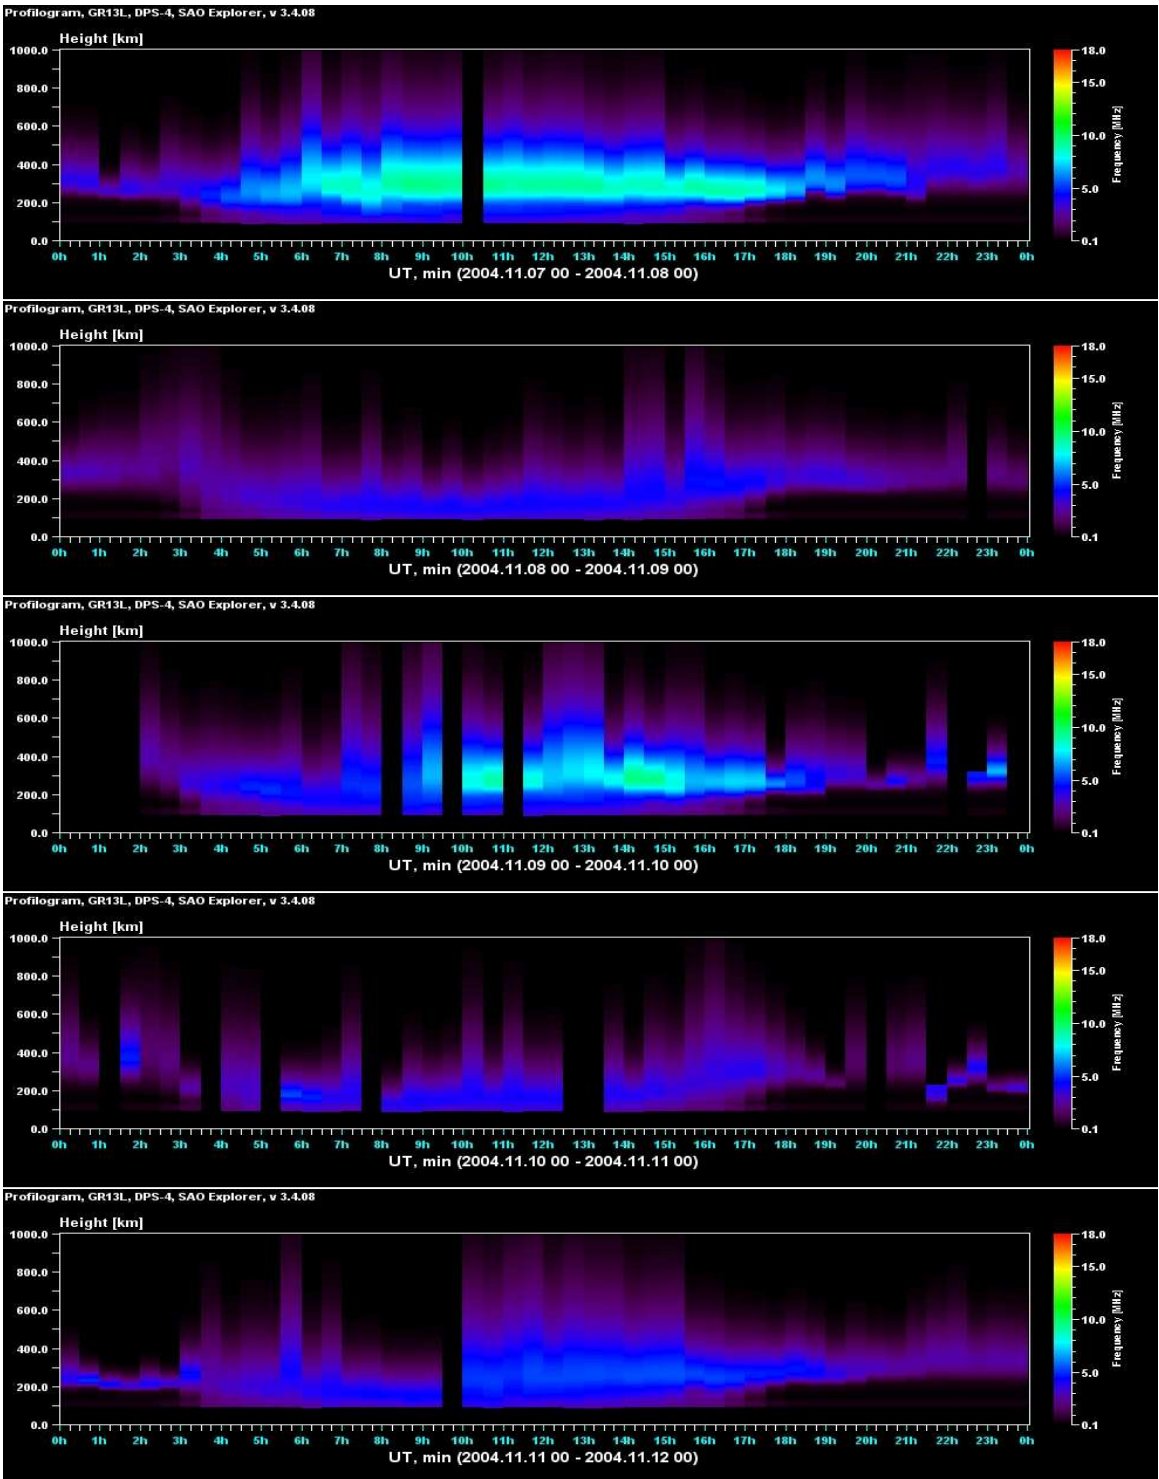 Profilogram, GR13L, DPS-4, SAO Explorer, v 3.4.08
Height [km]
1000.0
800.0
600.0
400.0
200.0
0.0
0h 1h 2h 3h 4h 5h 6h 7h 8h 9h 10h 11h 12h 13h 14h 15h 16h 17h 18h 19h 20h 21h 22h 23h 0h
UT, min (2004.11.07 00 - 2004.11.08 00)
18.0
15.0
10.0
5.0
0.1
Frequency [MHz]
Profilogram, GR13L, DPS-4, SAO Explorer, v 3.4.08
Height [km]
1000.0
800.0
600.0
400.0
200.0
0.0
0h 1h 2h 3h 4h 5h 6h 7h 8h 9h 10h 11h 12h 13h 14h 15h 16h 17h 18h 19h 20h 21h 22h 23h 0h
UT, min (2004.11.08 00 - 2004.11.09 00)
18.0
15.0
10.0
5.0
0.1
Frequency [MHz]
Profilogram, GR13L, DPS-4, SAO Explorer, v 3.4.08
Height [km]
1000.0
800.0
600.0
400.0
200.0
0.0
0h 1h 2h 3h 4h 5h 6h 7h 8h 9h 10h 11h 12h 13h 14h 15h 16h 17h 18h 19h 20h 21h 22h 23h 0h
UT, min (2004.11.09 00 - 2004.11.10 00)
18.0
15.0
10.0
5.0
0.1
Frequency [MHz]
Profilogram, GR13L, DPS-4, SAO Explorer, v 3.4.08
Height [km]
1000.0
800.0
600.0
400.0
200.0
0.0
0h 1h 2h 3h 4h 5h 6h 7h 8h 9h 10h 11h 12h 13h 14h 15h 16h 17h 18h 19h 20h 21h 22h 23h 0h
UT, min (2004.11.10 00 - 2004.11.11 00)
18.0
15.0
10.0
5.0
0.1
Frequency [MHz]
Profilogram, GR13L, DPS-4, SAO Explorer, v 3.4.08
Height [km]
1000.0
800.0
600.0
400.0
200.0
0.0
0h 1h 2h 3h 4h 5h 6h 7h 8h 9h 10h 11h 12h 13h 14h 15h 16h 17h 18h 19h 20h 21h 22h 23h 0h
UT, min (2004.11.11 00 - 2004.11.12 00)
18.0
15.0
10.0
5.0
0.1
Frequency [MHz]